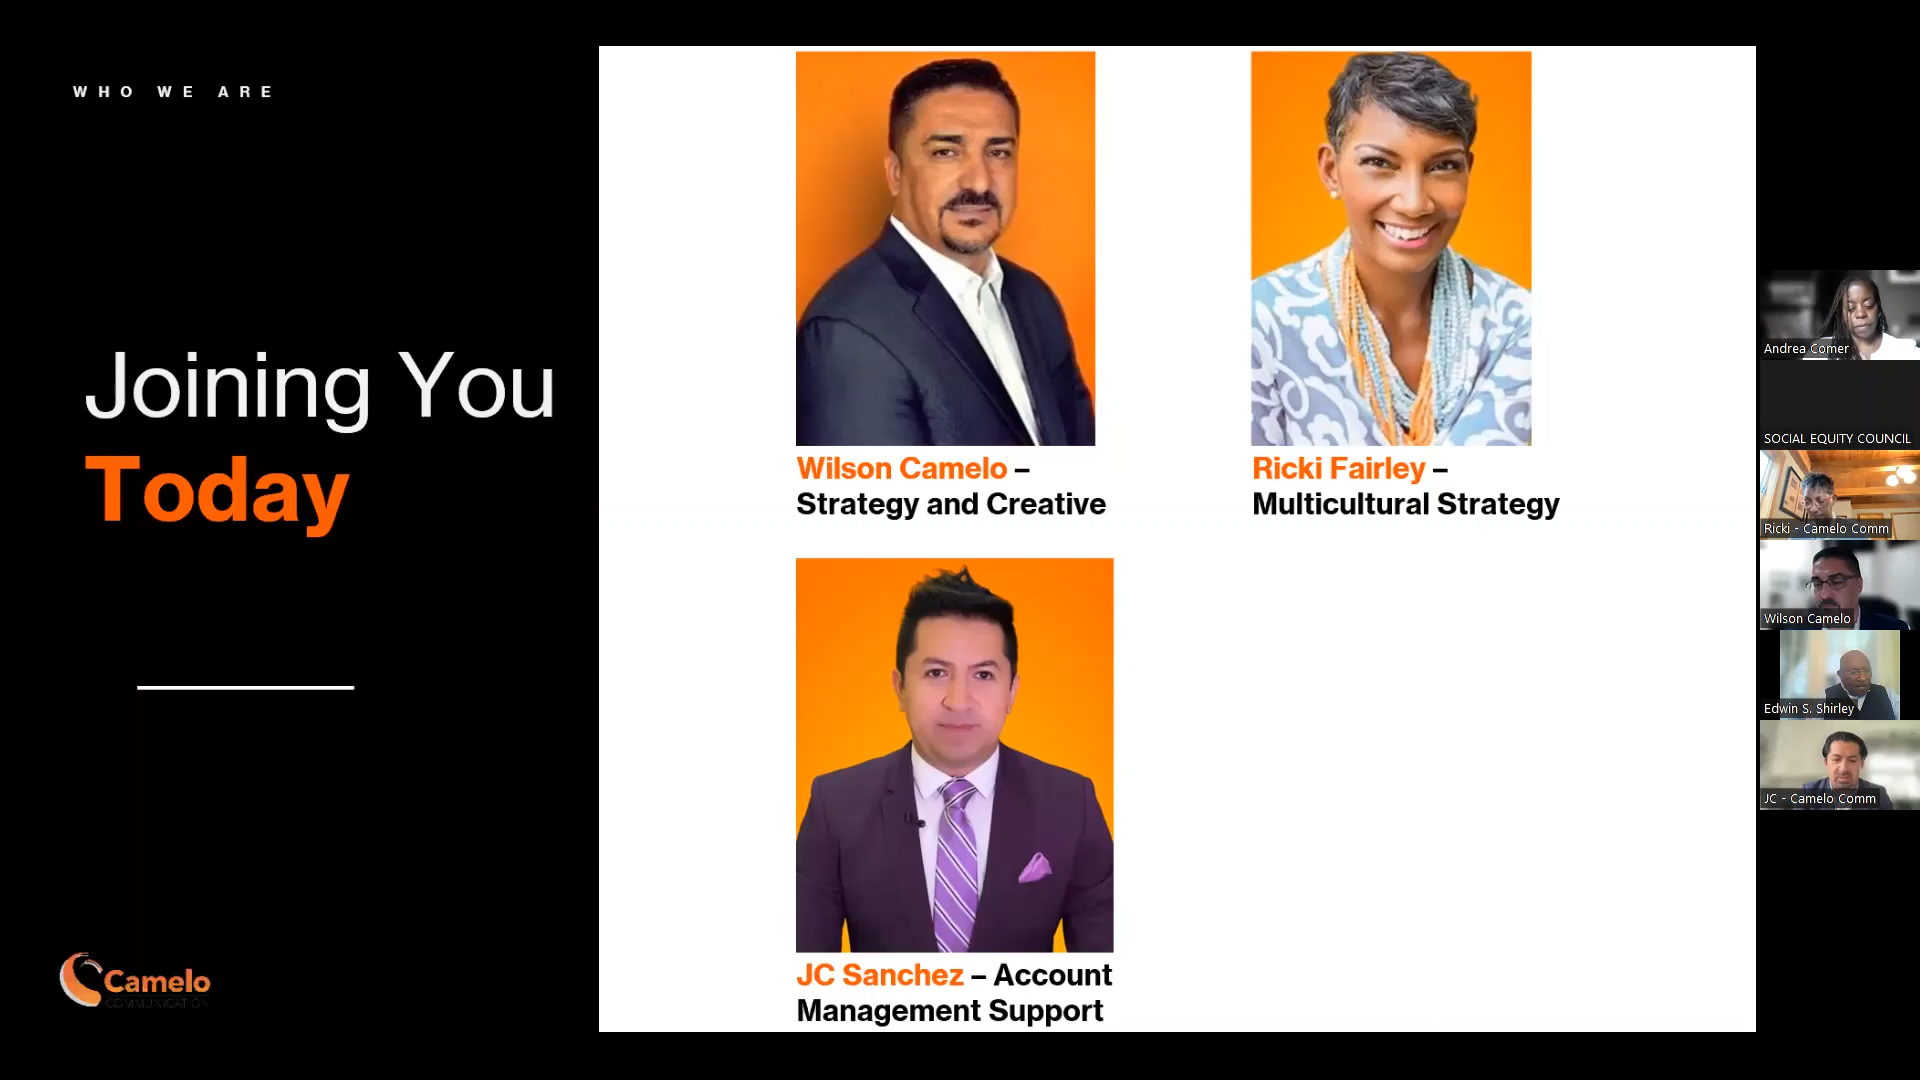 WHO WE ARE
Joining You
Today
Camelo
COMMUNICATION
Wilson Camelo –
Strategy and Creative
Ricki Fairley –
Multicultural Strategy
JC Sanchez – Account
Management Support
Andrea Comer
SOCIAL EQUITY COUNCIL
Ricki - Camelo Comm
Wilson Camelo
Edwin S. Shirley
JC - Camelo Comm